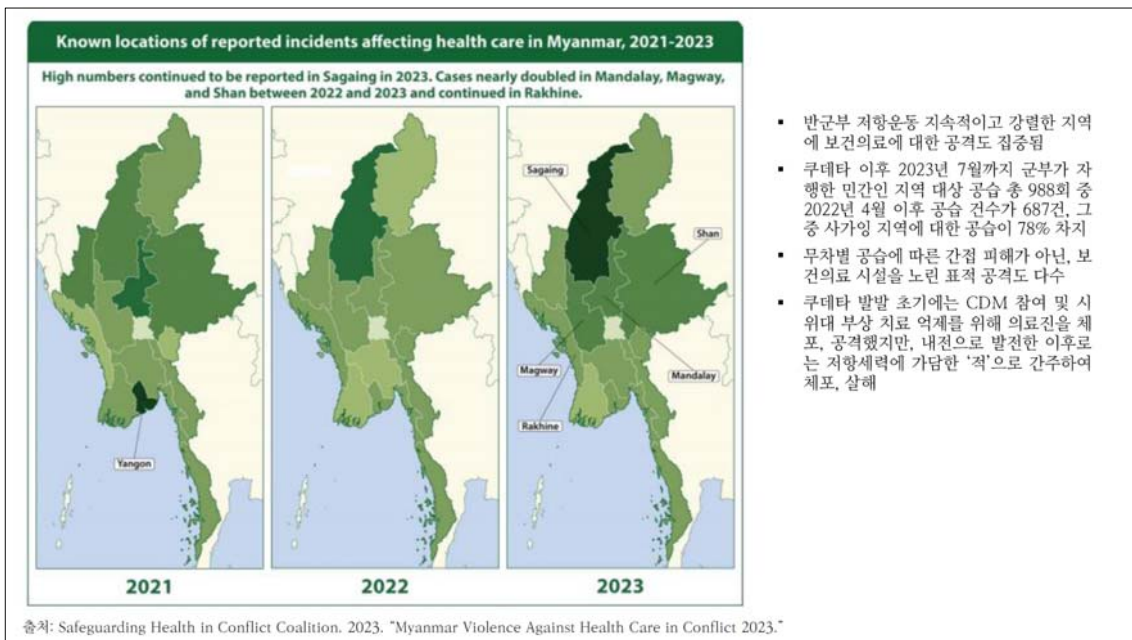 Known locations of reported incidents affecting health care in Myanmar, 2021-2023
High numbers continued to be reported in Sagaing in 2023. Cases nearly doubled in Mandalay, Magway,
and Shan between 2022 and 2023 and continued in Rakhine.
Yangon
2021
2022
Sagaing
Shan
Magway
Mandalay
Rakhine
2023
▪ 반군부 저항운동 지속적이고 강렬한 지역
에 보건의료에 대한 공격도 집중됨
▪ 쿠데타 이후 2023년 7월까지 군부가 자
행한 민간인 지역 대상 공습 총 988회 중
2022년 4월 이후 공습 건수가 687건, 그
중 사가잉 지역에 대한 공습이 78% 차지
▪ 무차별 공습에 따른 간접 피해가 아닌, 보
건의료 시설을 노린 표적 공격도 다수
▪ 쿠데타 발발 초기에는 CDM 참여 및 시
위대 부상 치료 억제를 위해 의료진을 체
포, 공격했지만, 내전으로 발전한 이후로
는 저항세력에 가담한 ‘적’으로 간주하여
체포, 살해
출처: Safeguarding Health in Conflict Coalition. 2023. "Myanmar Violence Against Health Care in Conflict 2023."